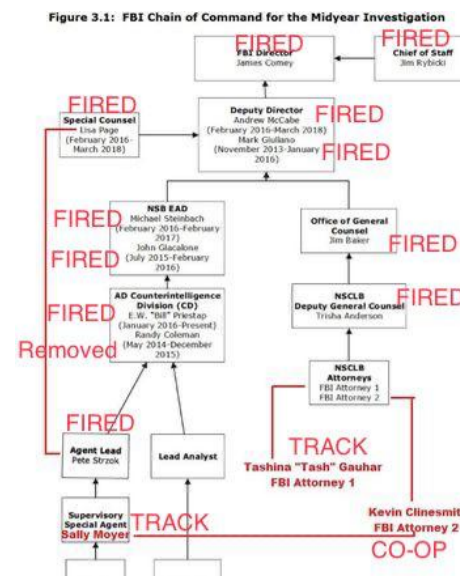 Figure 3.1: FBI Chain of Command for the Midyear Investigation
FIRED
FBI Director
James Comey
FIRED
Chief of Staff
Jim Rybicki
FIRED
Special Counsel
Lisa Page
(February 2016-
March 2018)
Deputy Director
Andrew McCabe
(February 2016-March 2018)
Mark Giuliano
(November 2013-January
2016)
FIRED
FIRED
NSB EAD
Michael Steinbach
(February 2016-February
2017)
John Giacalone
(July 2015-February
2016)
FIRED
FIRED
Office of General
Counsel
Jim Baker
FIRED
AD Counterintelligence
Division (CD)
E.W. "Bill" Priestap
(January 2016-Present)
Randy Coleman
(May 2014-December
2015)
FIRED
Removed
NSCLB
Deputy General Counsel
Trisha Anderson
FIRED
NSCLB
Attorneys
FBI Attorney 1
FBI Attorney 2
FIRED
Agent Lead
Pete Strzok
Lead Analyst
TRACK
Tashina "Tash" Gauhar
FBI Attorney 1
Supervisory
Special Agent
Sally Moyer
TRACK
Kevin Clinesmit
FBI Attorney 2
CO-OP